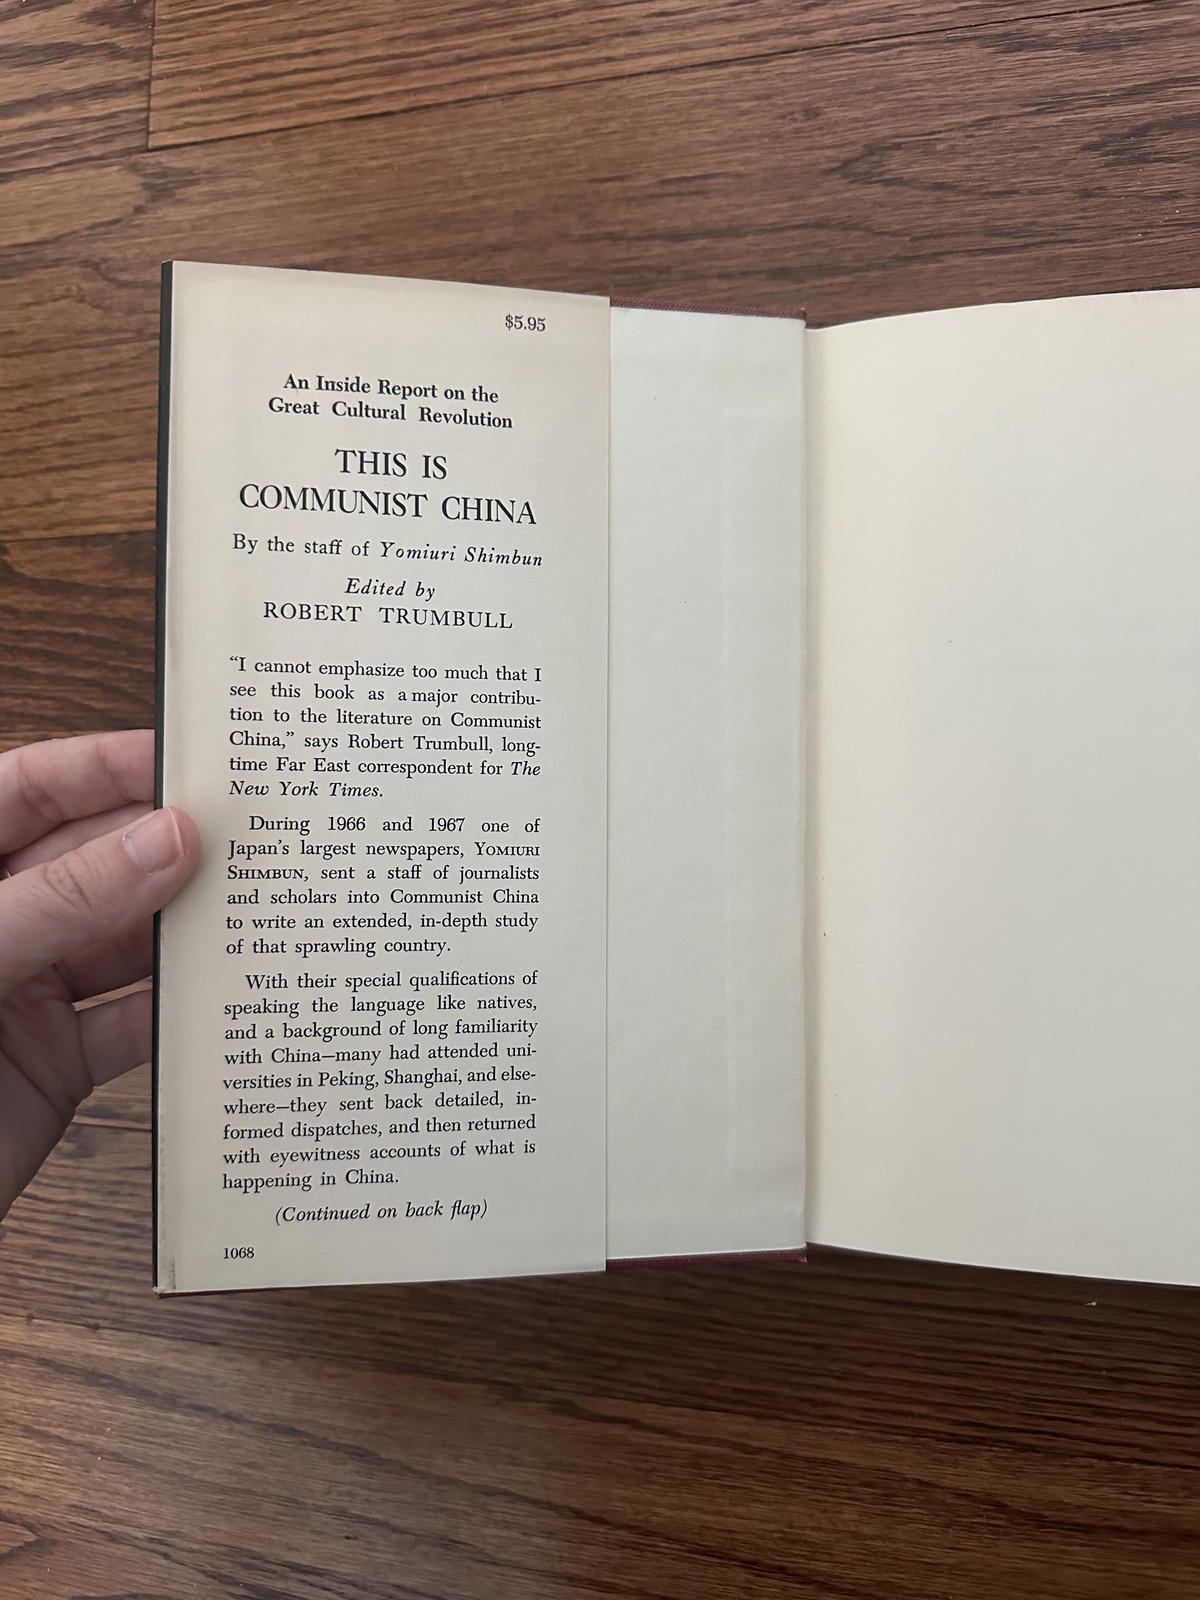 $5.95
An Inside Report on the
Great Cultural Revolution
THIS IS
COMMUNIST CHINA
By the staff of Yomiuri Shimbun
Edited by
ROBERT TRUMBULL
“I cannot emphasize too much that I
see this book as a major contribu-
tion to the literature on Communist
China,” says Robert Trumbull, long-
time Far East correspondent for The
New York Times.
During 1966 and 1967 one of
Japan’s largest newspapers, YOMIURI
SHIMBUN, sent a staff of journalists
and scholars into Communist China
to write an extended, in-depth study
of that sprawling country.
With their special qualifications of
speaking the language like natives,
and a background of long familiarity
with China—many had attended uni-
versities in Peking, Shanghai, and else-
where—they sent back detailed, in-
formed dispatches, and then returned
with eyewitness accounts of what is
happening in China.
(Continued on back flap)
1068